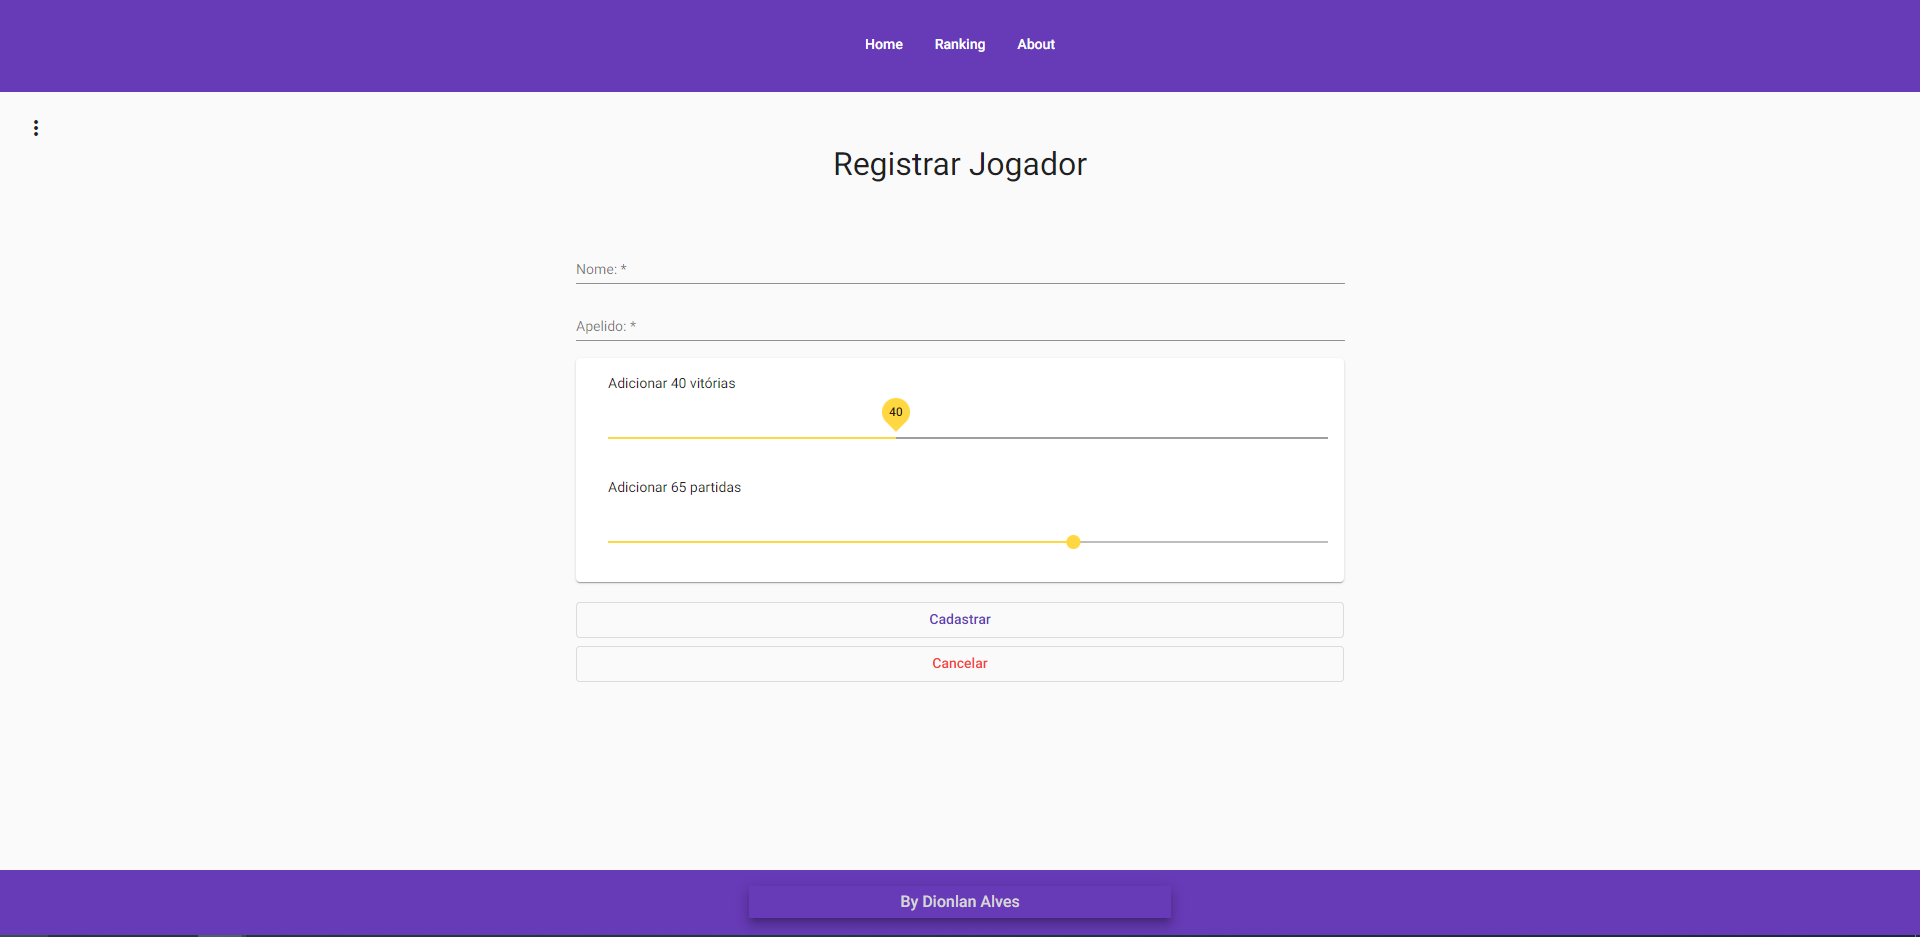 Home Ranking About
Registrar Jogador
Nome: *
Apelido: *
Adicionar 40 vitórias
40
Adicionar 65 partidas
Cadastrar
Cancelar
By Dionlan Alves